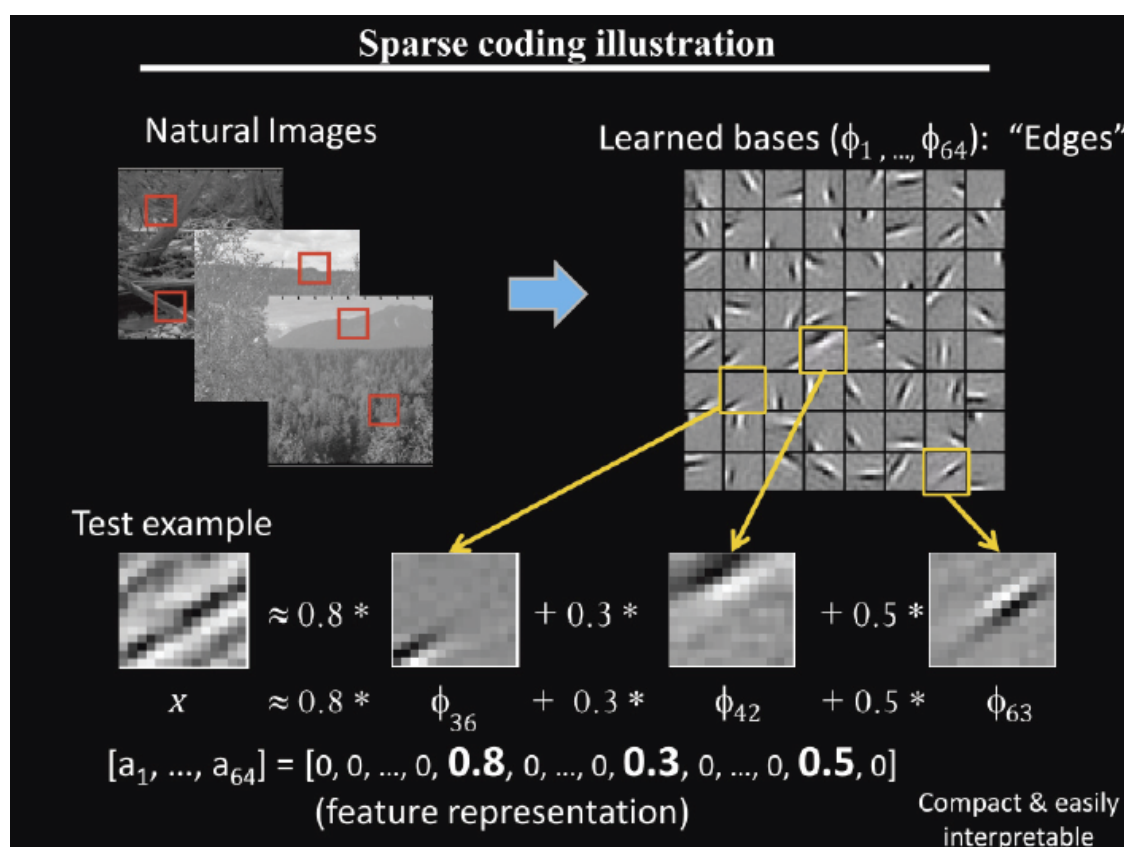 Sparse coding illustration
Natural Images
Learned bases (ϕ1 , ..., ϕ64): “Edges”
Test example
≈ 0.8 * + 0.3 * + 0.5 *
x ≈ 0.8 * ϕ36 + 0.3 * ϕ42 + 0.5 * ϕ63
[a1, ..., a64] = [0, 0, ..., 0, 0.8, 0, ..., 0, 0.3, 0, ..., 0, 0.5, 0]
(feature representation)
Compact & easily
interpretable